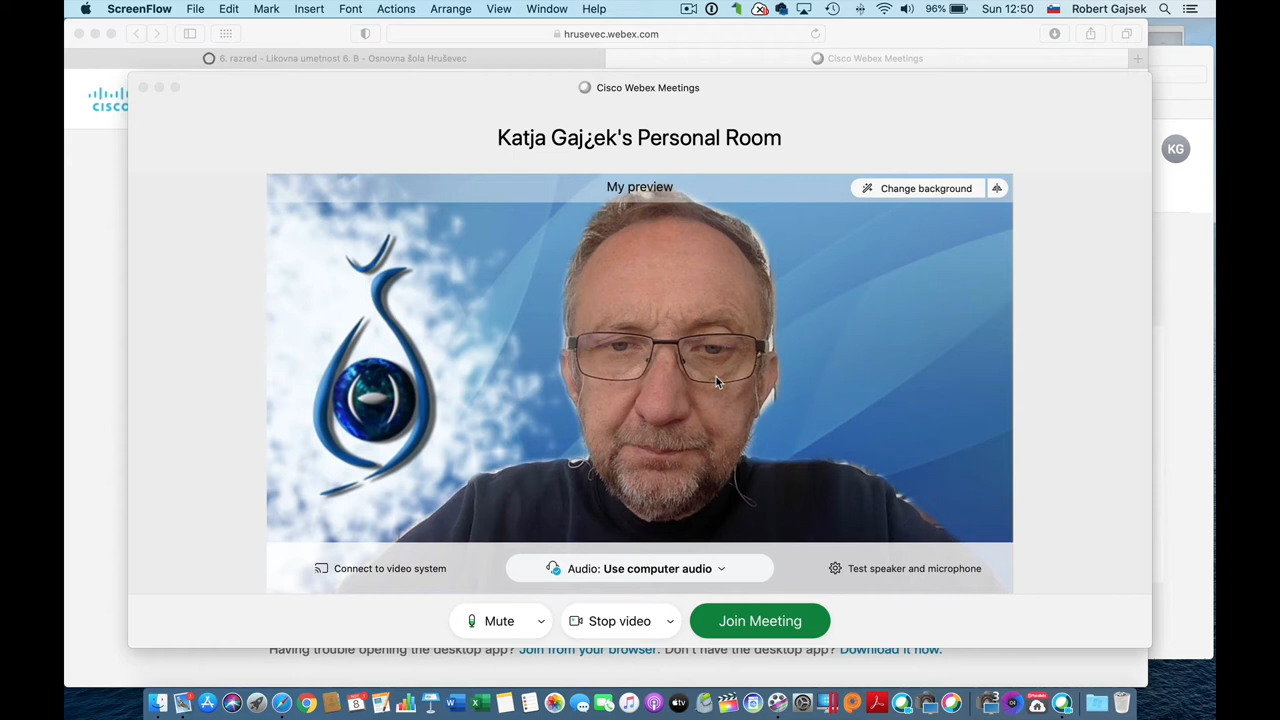 ScreenFlow File Edit Mark Insert Font Actions Arrange View Window Help 96% Sun 12:50 Robert Gajsek
hrusevec.webex.com
6. razred - Likovna umetnost 6. B - Osnovna šola Hruševec Cisco Webex Meetings
Cisco Webex Meetings
CISCO
Katja Gaj¿ek's Personal Room
KG
My preview
Change background
Connect to video system
Audio: Use computer audio
Test speaker and microphone
Mute
Stop video
Join Meeting
Having trouble opening the desktop app? Join from your browser. Don't have the desktop app? Download it now.